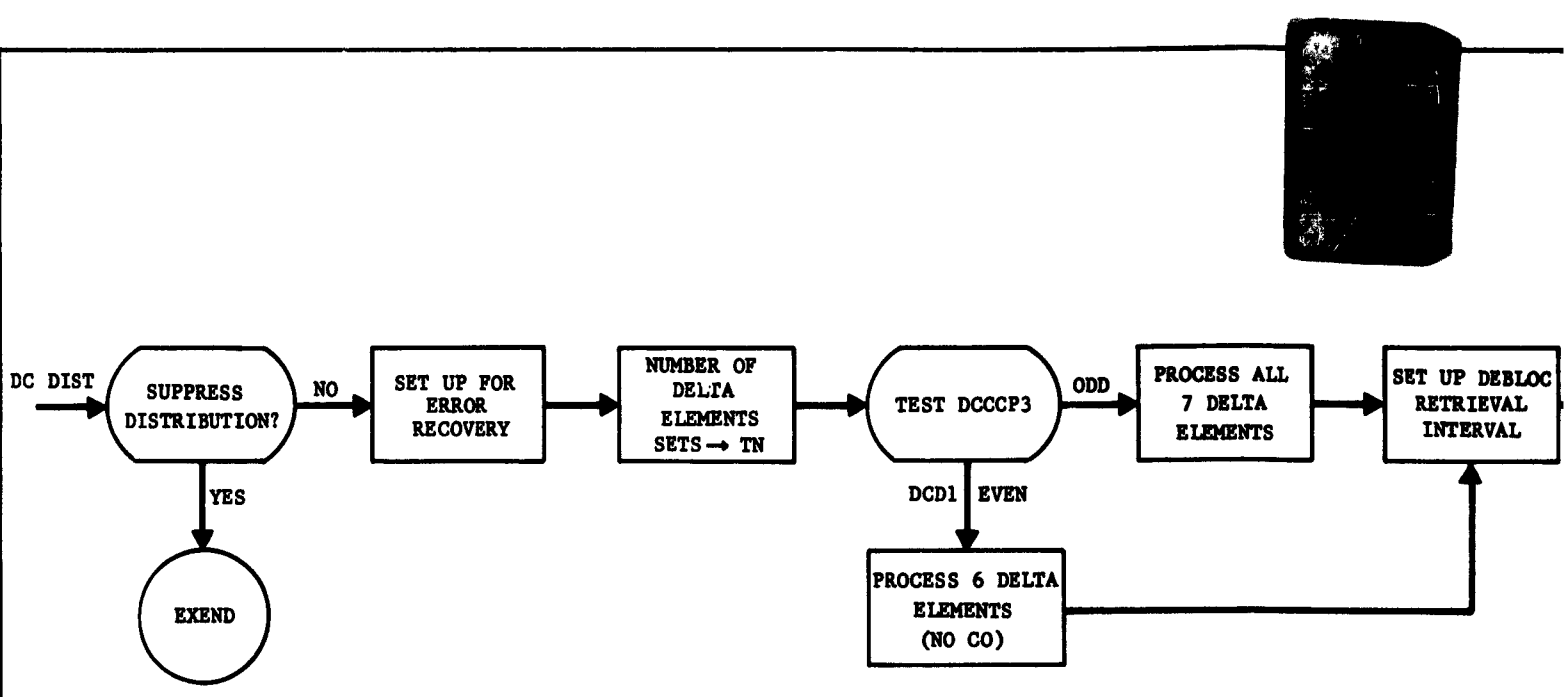 DC DIST
SUPPRESS
DISTRIBUTION?
NO
SET UP FOR
ERROR
RECOVERY
NUMBER OF
DELTA
ELEMENTS
SETS → TN
TEST DCCCP3
ODD
PROCESS ALL
7 DELTA
ELEMENTS
SET UP DEBLOC
RETRIEVAL
INTERVAL
YES
DCD1 EVEN
EXEND
PROCESS 6 DELTA
ELEMENTS
(NO CO)